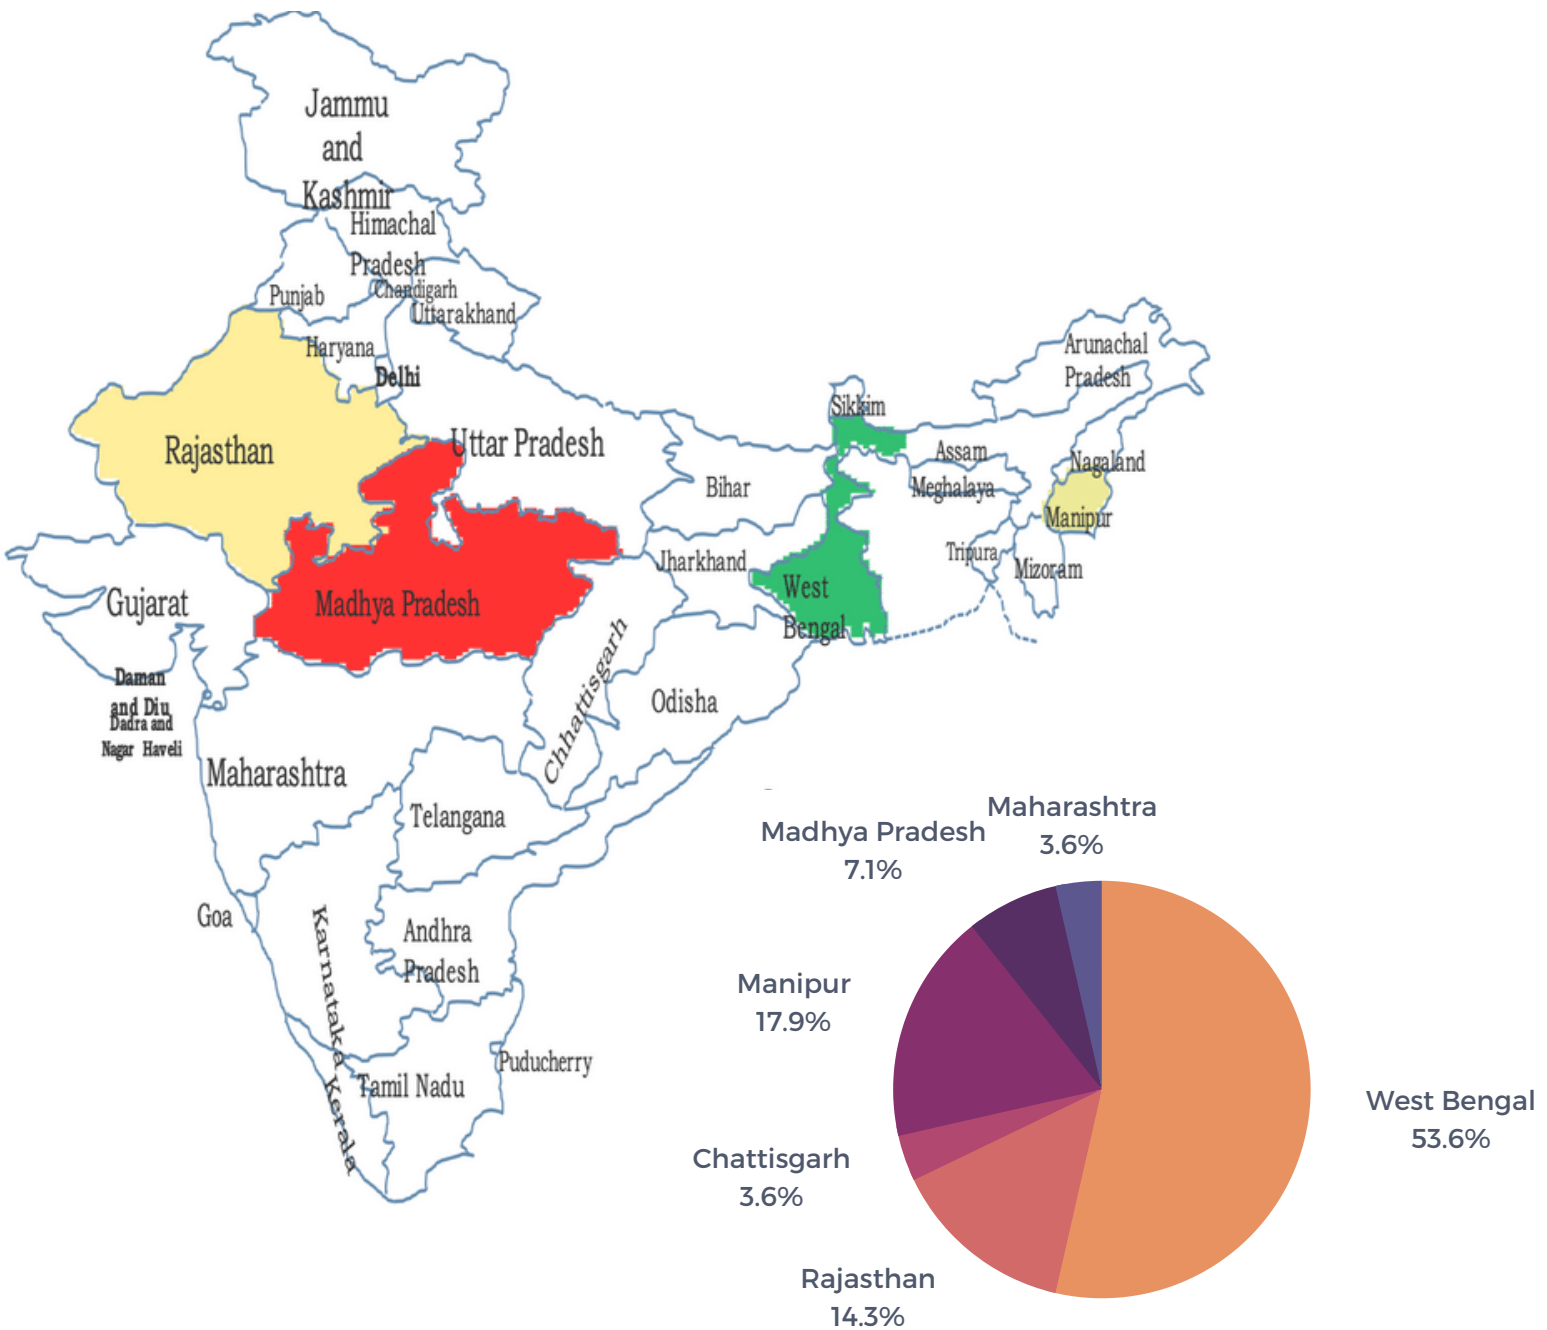 Jammu
and
Kashmir
Himachal
Pradesh
Chandigarh
Punjab
Uttarakhand
Haryana
Delhi
Rajasthan
Uttar Pradesh
Bihar
Sikkim
Arunachal
Pradesh
Assam
Nagaland
Meghalaya
Manipur
Tripura
Mizoram
Jharkhand
West
Bengal
Gujarat
Madhya Pradesh
Chhattisgarh
Odisha
Daman
and Diu
Dadra and
Nagar Haveli
Maharashtra
Telangana
Goa
Karnataka
Andhra
Pradesh
Puducherry
Tamil Nadu
Kerala
Maharashtra
3.6%
Madhya Pradesh
7.1%
Manipur
17.9%
West Bengal
53.6%
Chattisgarh
3.6%
Rajasthan
14.3%